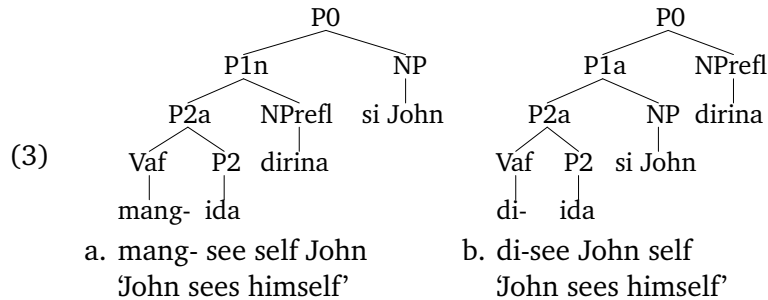 P0 P0
P1n NP P1a NPrefl
P2a NPrefl si John P2a NP dirina
(3) Vaf P2 dirina Vaf P2 si John
mang- ida di- ida
a. mang- see self John b. di-see John self
‘John sees himself’ ‘John sees himself’